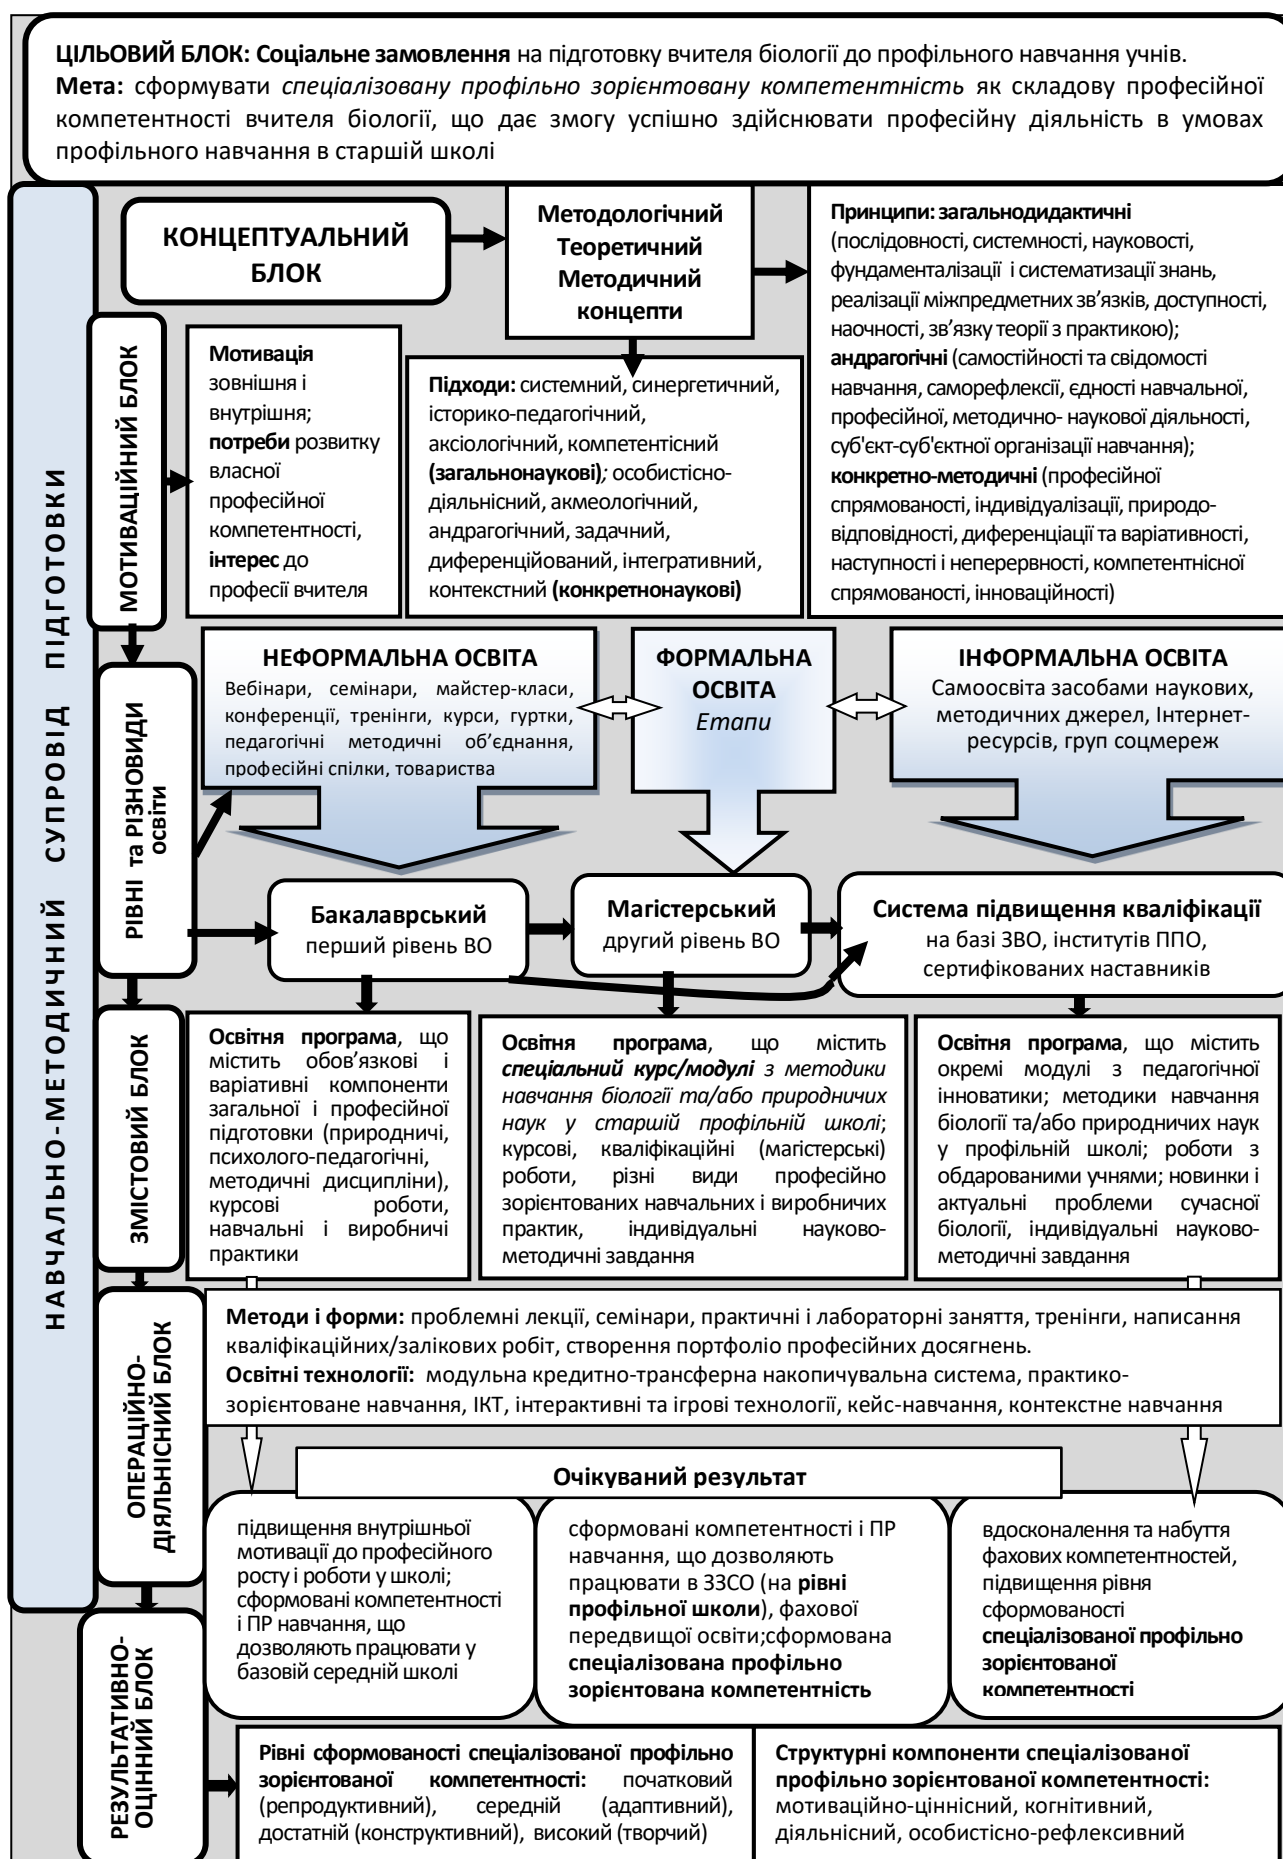 ЦІЛЬОВИЙ БЛОК: Соціальне замовлення на підготовку вчителя біології до профільного навчання учнів.
Мета: сформувати спеціалізовану профільно зорієнтовану компетентність як складову професійної
компетентності вчителя біології, що дає змогу успішно здійснювати професійну діяльність в умовах
профільного навчання в старшій школі
НАВЧАЛЬНО-МЕТОДИЧНИЙ СУПРОВІД ПІДГОТОВКИ
КОНЦЕПТУАЛЬНИЙ
БЛОК
Методологічний
Теоретичний
Методичний
концепти
Принципи: загальнодидактичні
(послідовності, системності, науковості,
фундаменталізації і систематизації знань,
реалізації міжпредметних зв’язків, доступності,
наочності, зв’язку теорії з практикою);
андрагогічні (самостійності та свідомості
навчання, саморефлексії, єдності навчальної,
професійної, методично- наукової діяльності,
суб'єкт-суб'єктної організації навчання);
конкретно-методичні (професійної
спрямованості, індивідуалізації, природо-
відповідності, диференціації та варіативності,
наступності і неперервності, компетентнісної
спрямованості, інноваційності)
МОТИВАЦІЙНИЙ БЛОК
Мотивація
зовнішня і
внутрішня;
потреби розвитку
власної
професійної
компетентності,
інтерес до
професії вчителя
Підходи: системний, синергетичний,
історико-педагогічний,
аксіологічний, компетентісний
(загальнонаукові); особистісно-
діяльнісний, акмеологічний,
андрагогічний, задачний,
диференційований, інтегративний,
контекстний (конкретнонаукові)
РІВНІ та РІЗНОВИДИ
освіти
НЕФОРМАЛЬНА ОСВІТА
Вебінари, семінари, майстер-класи,
конференції, тренінги, курси, гуртки,
педагогічні методичні об’єднання,
професійні спілки, товариства
ФОРМАЛЬНА
ОСВІТА
Етапи
ІНФОРМАЛЬНА ОСВІТА
Самоосвіта засобами наукових,
методичних джерел, Інтернет-
ресурсів, груп соцмереж
Бакалаврський
перший рівень ВО
Магістерський
другий рівень ВО
Система підвищення кваліфікації
на базі ЗВО, інститутів ППО,
сертифікованих наставників
ЗМІСТОВИЙ БЛОК
Освітня програма, що
містить обов’язкові і
варіативні компоненти
загальної і професійної
підготовки (природничі,
психолого-педагогічні,
методичні дисципліни),
курсові роботи,
навчальні і виробничі
практики
Освітня програма, що містить
спеціальний курс/модулі з методики
навчання біології та/або природничих
наук у старшій профільній школі;
курсові, кваліфікаційні (магістерські)
роботи, різні види професійно
зорієнтованих навчальних і виробничих
практик, індивідуальні науково-
методичні завдання
Освітня програма, що містить
окремі модулі з педагогічної
інноватики; методики навчання
біології та/або природничих наук
у профільній школі; роботи з
обдарованими учнями; новинки і
актуальні проблеми сучасної
біології, індивідуальні науково-
методичні завдання
ОПЕРАЦІЙНО-
ДІЯЛЬНІСНИЙ БЛОК
Методи і форми: проблемні лекції, семінари, практичні і лабораторні заняття, тренінги, написання
кваліфікаційних/залікових робіт, створення портфоліо професійних досягнень.
Освітні технології: модульна кредитно-трансферна накопичувальна система, практико-
зорієнтоване навчання, ІКТ, інтерактивні та ігрові технології, кейс-навчання, контекстне навчання
Очікуваний результат
підвищення внутрішньої
мотивації до професійного
росту і роботи у школі;
сформовані компетентності
і ПР навчання, що
дозволяють працювати у
базовій середній школі
сформовані компетентності і ПР
навчання, що дозволяють
працювати в ЗЗСО (на рівні
профільної школи), фахової
передвищої освіти;сформована
спеціалізована профільно
зорієнтована компетентність
вдосконалення та набуття
фахових компетентностей,
підвищення рівня
сформованості
спеціалізованої профільно
зорієнтованої
компетентності
РЕЗУЛЬТАТИВНО-
ОЦІННИЙ БЛОК
Рівні сформованості спеціалізованої профільно
зорієнтованої компетентності: початковий
(репродуктивний), середній (адаптивний),
достатній (конструктивний), високий (творчий)
Структурні компоненти спеціалізованої
профільно зорієнтованої компетентності:
мотиваційно-ціннісний, когнітивний,
діяльнісний, особистісно-рефлексивний